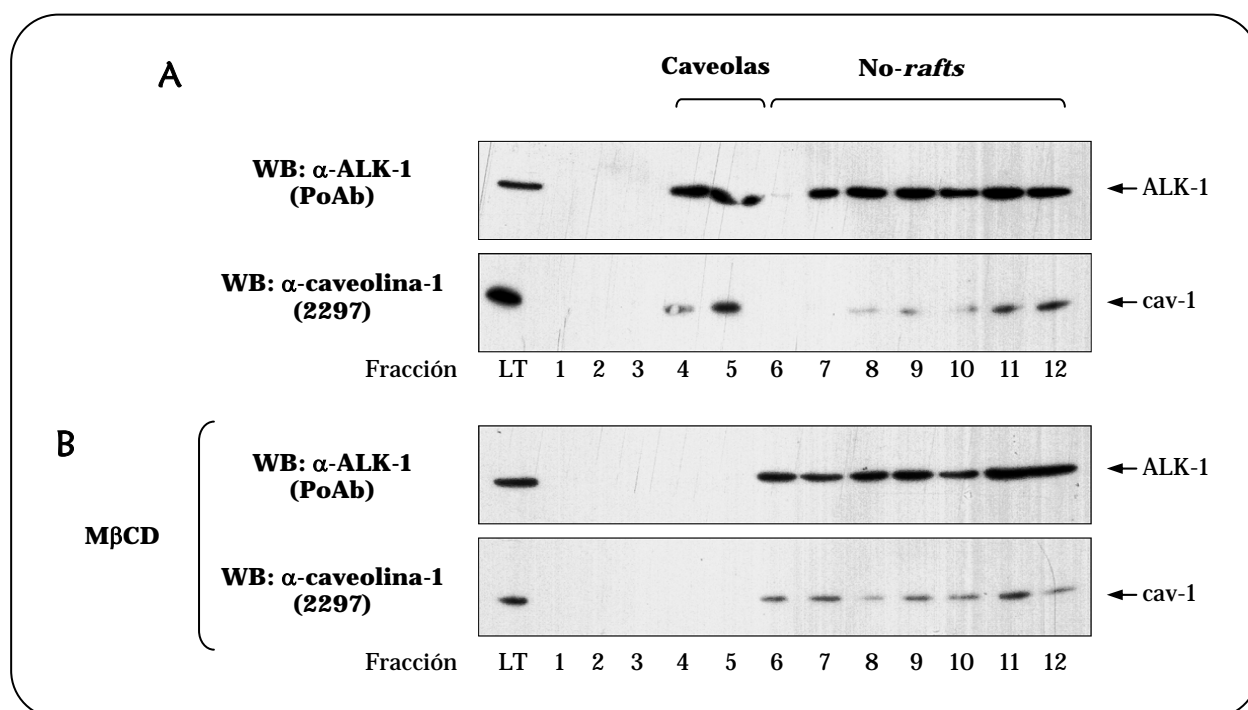 A
Caveolas No-rafts
WB: α-ALK-1
(PoAb)
ALK-1
WB: α-caveolina-1
(2297)
cav-1
Fracción LT 1 2 3 4 5 6 7 8 9 10 11 12
B
MβCD
WB: α-ALK-1
(PoAb)
ALK-1
WB: α-caveolina-1
(2297)
cav-1
Fracción LT 1 2 3 4 5 6 7 8 9 10 11 12